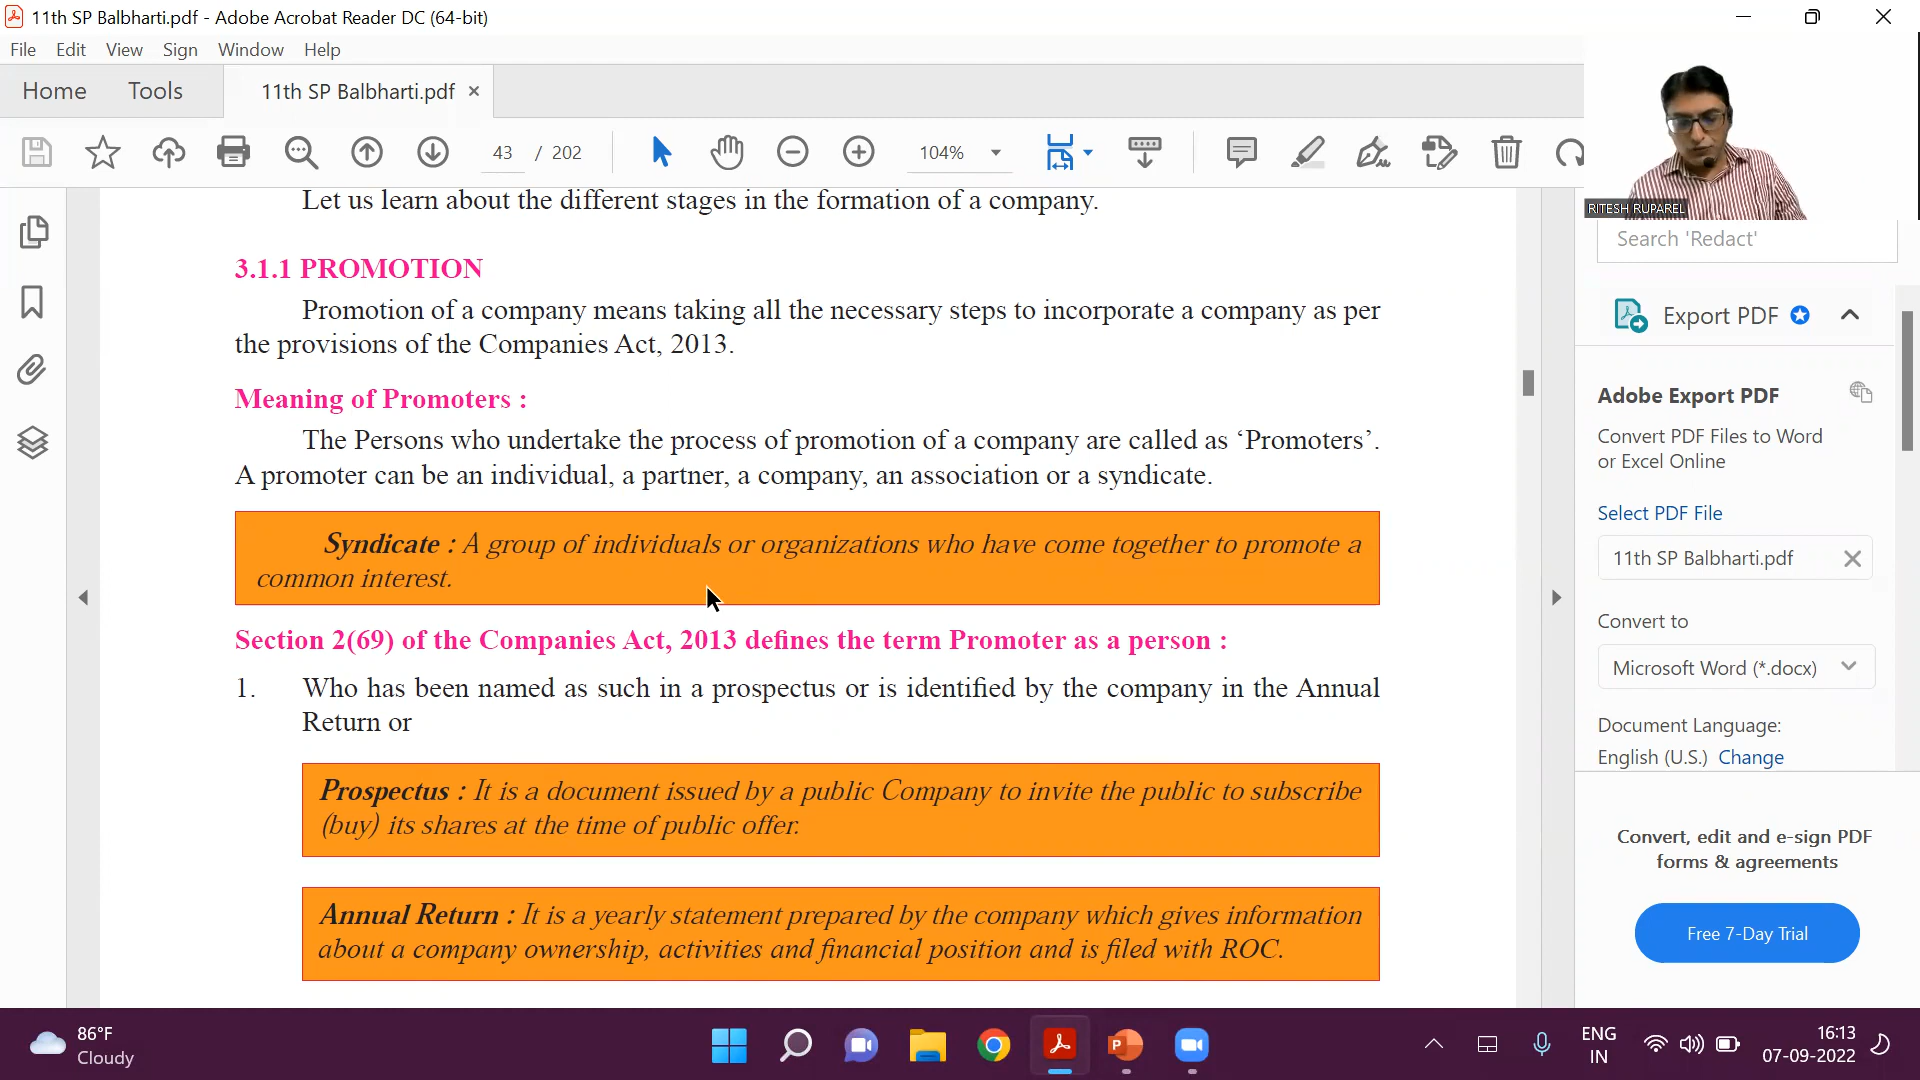 11th SP Balbharti.pdf - Adobe Acrobat Reader DC (64-bit)
File Edit View Sign Window Help
Home Tools 11th SP Balbharti.pdf ×
43 / 202 104%
RITESH RUPAREL
Let us learn about the different stages in the formation of a company.
3.1.1 PROMOTION
Promotion of a company means taking all the necessary steps to incorporate a company as per
the provisions of the Companies Act, 2013.
Meaning of Promoters :
The Persons who undertake the process of promotion of a company are called as ‘Promoters’.
A promoter can be an individual, a partner, a company, an association or a syndicate.
Syndicate : A group of individuals or organizations who have come together to promote a
common interest.
Section 2(69) of the Companies Act, 2013 defines the term Promoter as a person :
1. Who has been named as such in a prospectus or is identified by the company in the Annual
Return or
Prospectus : It is a document issued by a public Company to invite the public to subscribe
(buy) its shares at the time of public offer.
Annual Return : It is a yearly statement prepared by the company which gives information
about a company ownership, activities and financial position and is filed with ROC.
Search 'Redact'
Export PDF
Adobe Export PDF
Convert PDF Files to Word
or Excel Online
Select PDF File
11th SP Balbharti.pdf
Convert to
Microsoft Word (*.docx)
Document Language:
English (U.S.) Change
Convert, edit and e-sign PDF
forms & agreements
Free 7-Day Trial
86°F
Cloudy
ENG
IN
16:13
07-09-2022